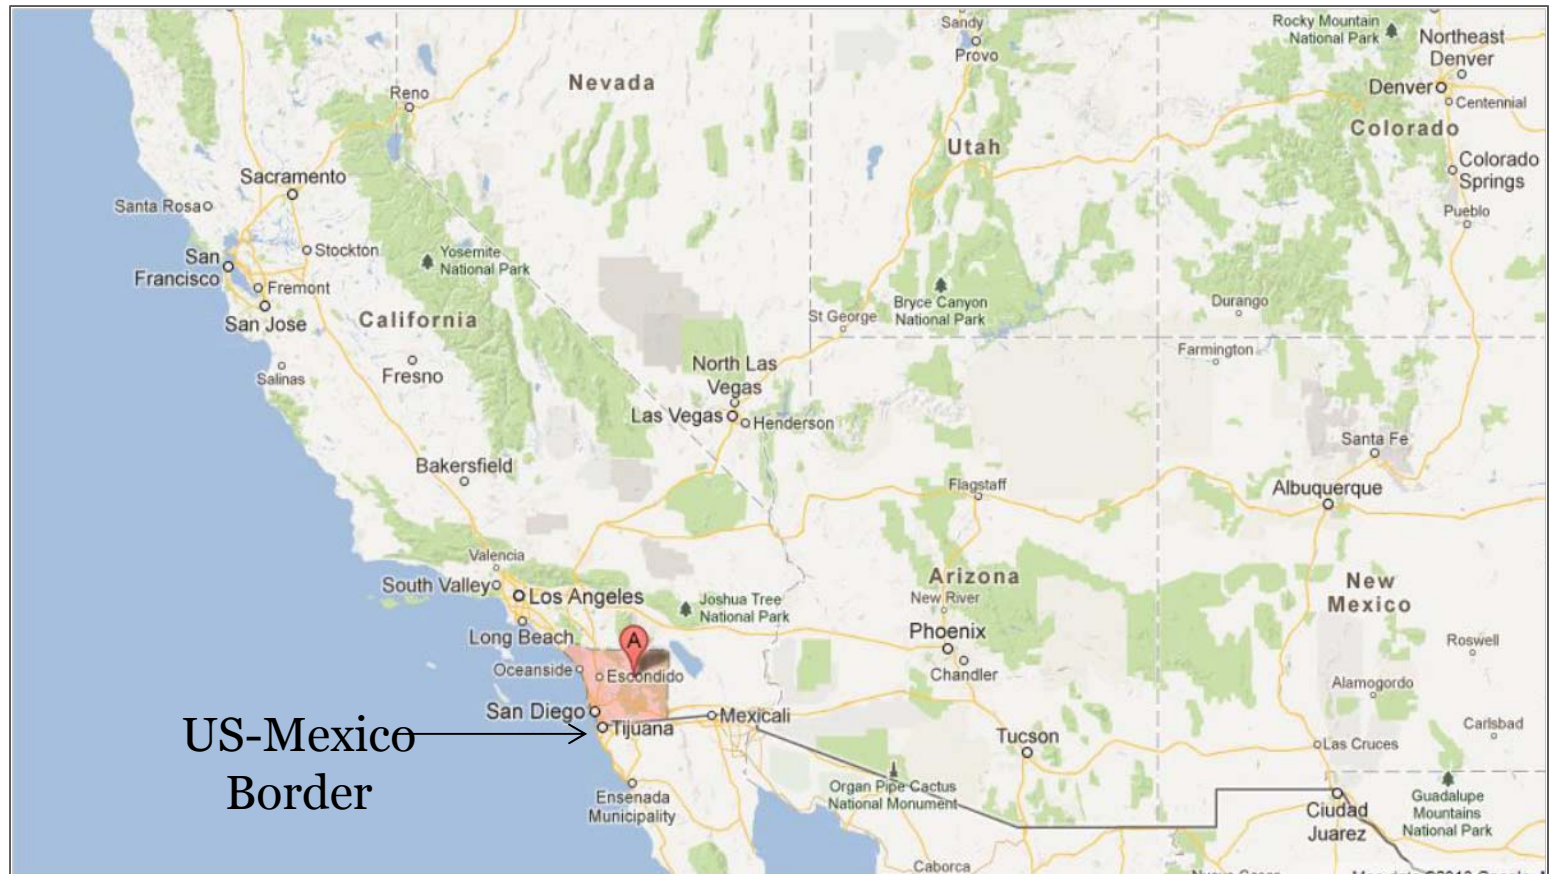 Sandy
Provo
Rocky Mountain
National Park
Northeast
Denver
Nevada
Reno
Denver
Centennial
Colorado
Utah
Colorado
Springs
Sacramento
Santa Rosa
Pueblo
Stockton
Yosemite
National Park
San
Francisco
Fremont
San Jose
California
Bryce Canyon
National Park
Durango
St George
Farmington
Salinas
Fresno
North Las
Vegas
Las Vegas
Henderson
Santa Fe
Bakersfield
Flagstaff
Albuquerque
Valencia
South Valley
Los Angeles
Joshua Tree
National Park
Arizona
New River
New
Mexico
Long Beach
A
Phoenix
Chandler
Roswell
Oceanside
Escondido
Alamogordo
San Diego
Mexicali
Tijuana
Carlsbad
US-Mexico
Border
Tucson
Las Cruces
Organ Pipe Cactus
National Monument
Ensenada
Municipality
Ciudad
Juarez
Guadalupe
Mountains
National Park
Caborca